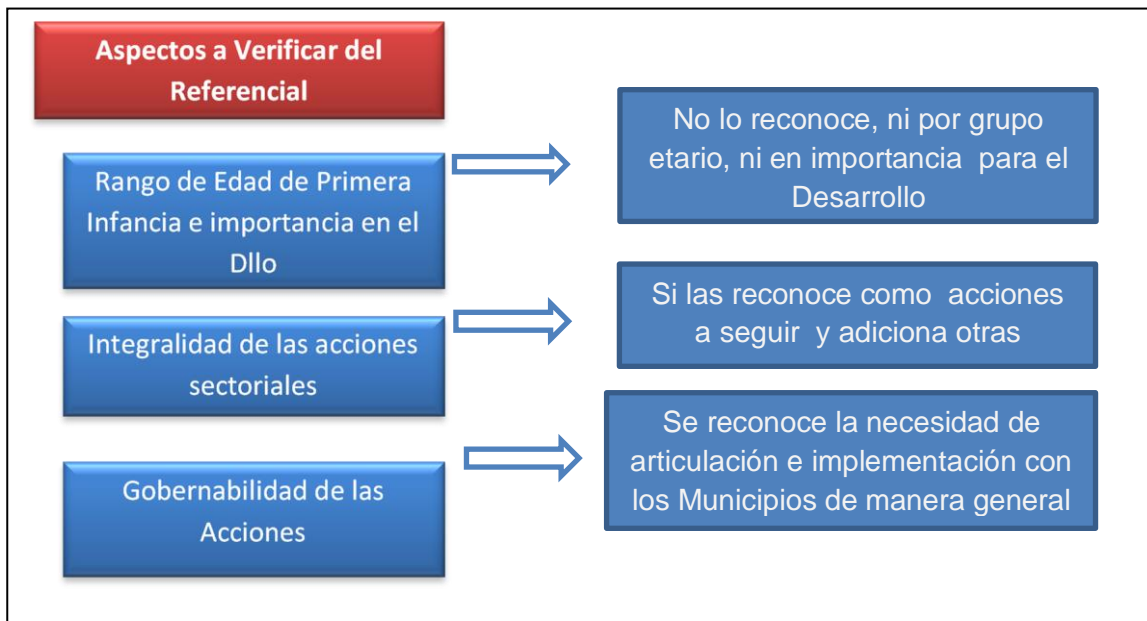 Aspectos a Verificar del
Referencial
Rango de Edad de Primera
Infancia e importancia en el
Dllo
No lo reconoce, ni por grupo
etario, ni en importancia para el
Desarrollo
Integralidad de las acciones
sectoriales
Si las reconoce como acciones
a seguir y adiciona otras
Gobernabilidad de las
Acciones
Se reconoce la necesidad de
articulación e implementación con
los Municipios de manera general